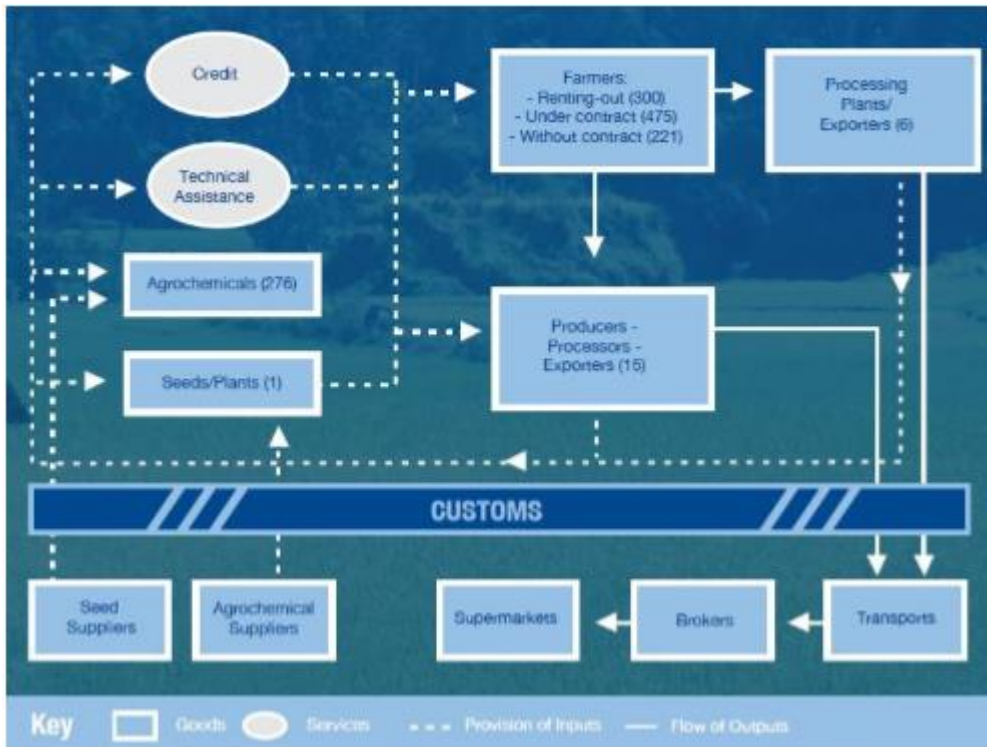 Credit
Farmers:
- Renting-out (300)
- Under contract (475)
- Without contract (221)
Processing
Plants/
Exporters (6)
Technical
Assistance
Agrochemicals (276)
Producers -
Processors -
Exporters (15)
Seeds/Plants (1)
CUSTOMS
Seed
Suppliers
Agrochemical
Suppliers
Supermarkets
Brokers
Transports
Key
Goods
Services
Provision of Inputs
Flow of Outputs